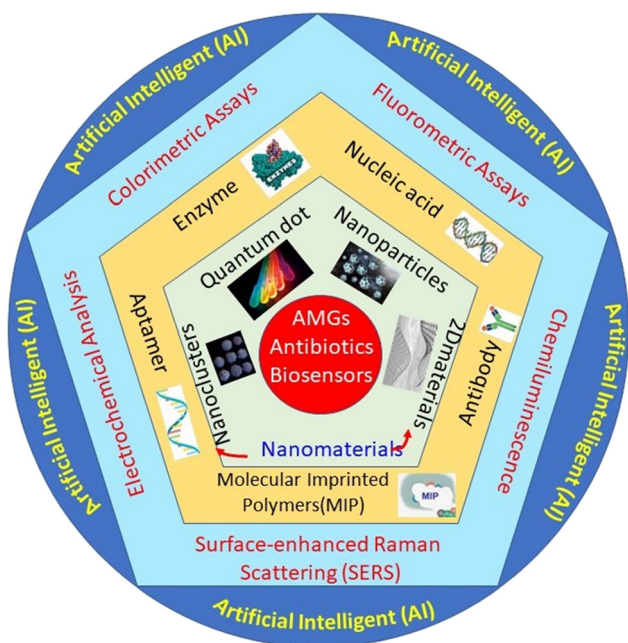 Artificial Intelligent (AI)
Artificial Intelligent (AI)
Colorimetric Assays
Fluorometric Assays
Enzyme
ENZYMES
Nucleic acid
Quantum dot
Nanoparticles
Artificial Intelligent (AI)
Electrochemical Analysis
Aptamer
Nanoclusters
AMGs
Antibiotics
Biosensors
2Dmaterials
Antibody
Chemiluminescence
Artificial Intelligent (AI)
Nanomaterials
Molecular Imprinted
Polymers(MIP)
MIP
Surface-enhanced Raman
Scattering (SERS)
Artificial Intelligent (AI)